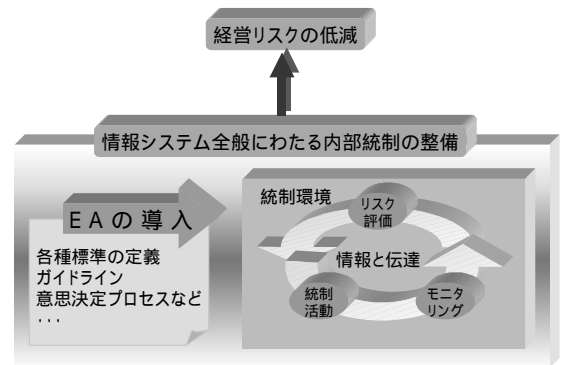 経営リスクの低減
情報システム全般にわたる内部統制の整備
EAの導入
各種標準の定義
ガイドライン
意思決定プロセスなど
・・・
統制環境
リスク
評価
情報と伝達
統制
活動
モニタ
リング